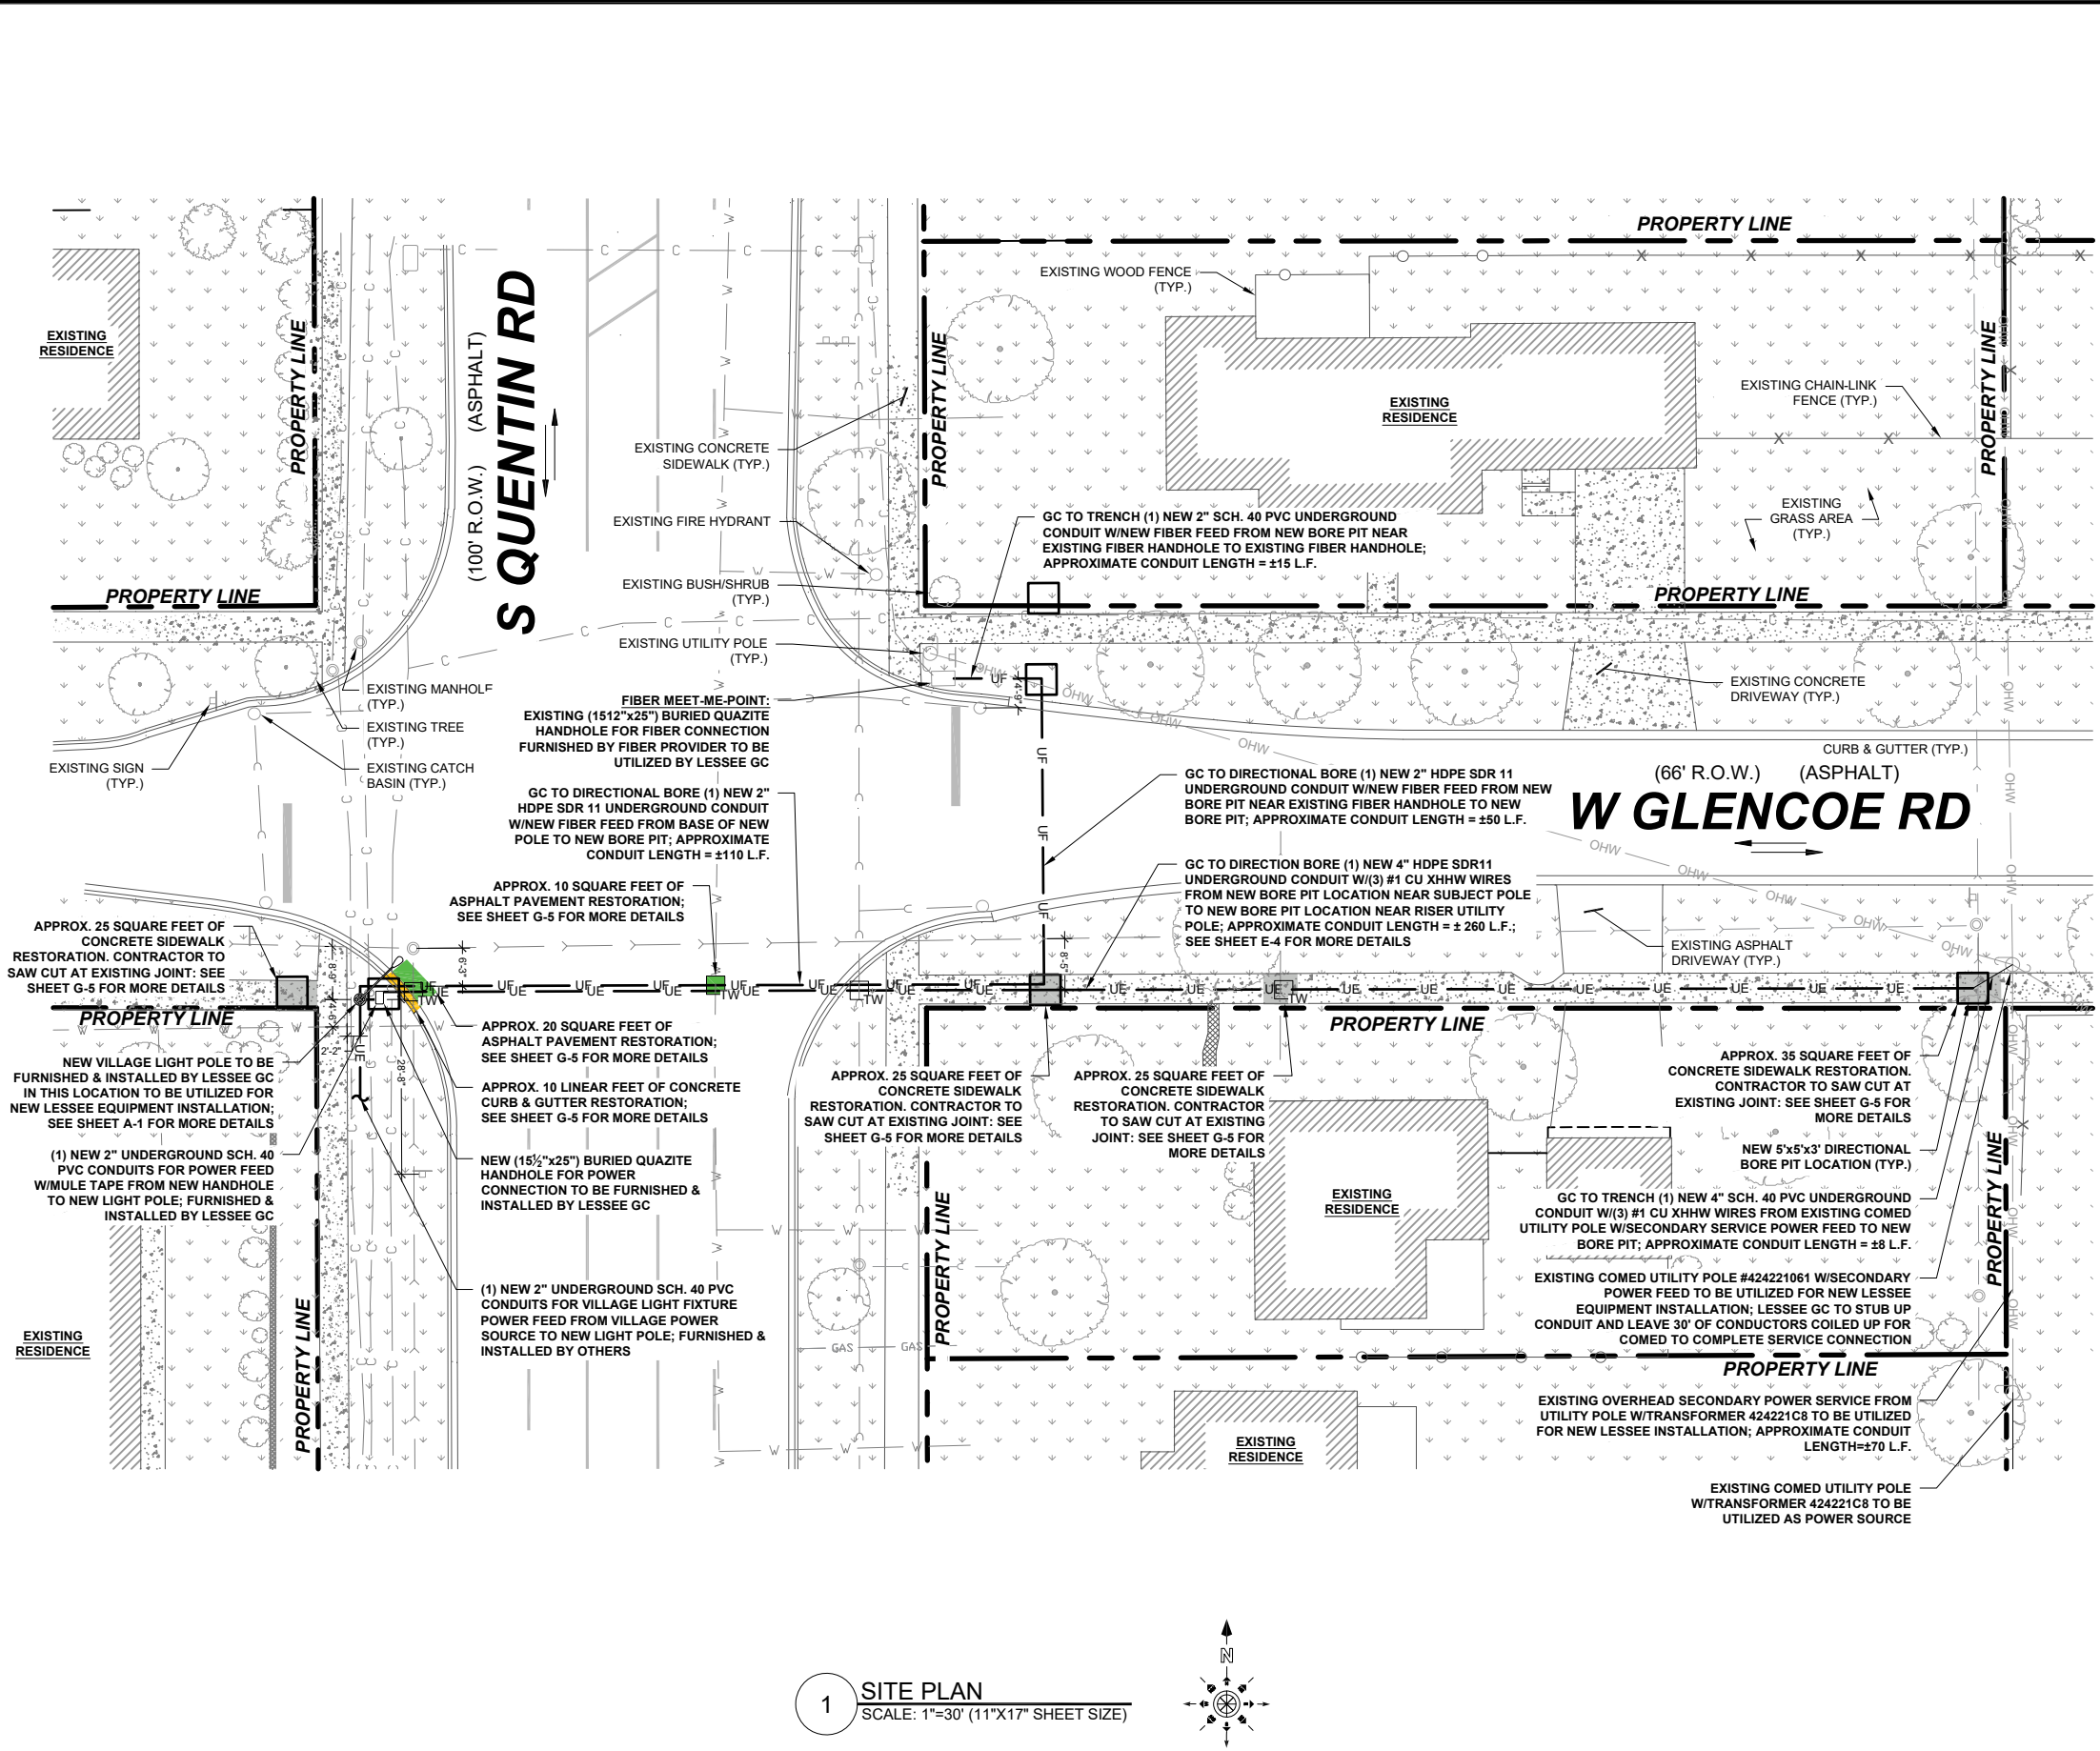 PROPERTY LINE
EXISTING WOOD FENCE
(TYP.)
EXISTING
RESIDENCE
PROPERTY LINE
(100' R.O.W.) (ASPHALT)
S QUENTIN RD
PROPERTY LINE
EXISTING
RESIDENCE
EXISTING CHAIN-LINK
FENCE (TYP.)
PROPERTY LINE
EXISTING CONCRETE
SIDEWALK (TYP.)
EXISTING FIRE HYDRANT
EXISTING
GRASS AREA
(TYP.)
GC TO TRENCH (1) NEW 2" SCH. 40 PVC UNDERGROUND
CONDUIT W/NEW FIBER FEED FROM NEW BORE PIT NEAR
EXISTING FIBER HANDHOLE TO EXISTING FIBER HANDHOLE;
APPROXIMATE CONDUIT LENGTH = ±15 L.F.
EXISTING BUSH/SHRUB
(TYP.)
PROPERTY LINE
PROPERTY LINE
EXISTING UTILITY POLE
(TYP.)
EXISTING MANHOLE
(TYP.)
EXISTING TREE
(TYP.)
EXISTING SIGN
(TYP.)
EXISTING CATCH
BASIN (TYP.)
FIBER MEET-ME-POINT:
EXISTING (1512"x25") BURIED QUAZITE
HANDHOLE FOR FIBER CONNECTION
FURNISHED BY FIBER PROVIDER TO BE
UTILIZED BY LESSEE GC
UF
4'-9"
OHW
EXISTING CONCRETE
DRIVEWAY (TYP.)
CURB & GUTTER (TYP.)
(66' R.O.W.) (ASPHALT)
W GLENCOE RD
GC TO DIRECTIONAL BORE (1) NEW 2"
HDPE SDR 11 UNDERGROUND CONDUIT
W/NEW FIBER FEED FROM BASE OF NEW
POLE TO NEW BORE PIT; APPROXIMATE
CONDUIT LENGTH = ±110 L.F.
GC TO DIRECTIONAL BORE (1) NEW 2" HDPE SDR 11
UNDERGROUND CONDUIT W/NEW FIBER FEED FROM NEW
BORE PIT NEAR EXISTING FIBER HANDHOLE TO NEW
BORE PIT; APPROXIMATE CONDUIT LENGTH = ±50 L.F.
GC TO DIRECTION BORE (1) NEW 4" HDPE SDR11
UNDERGROUND CONDUIT W/(3) #1 CU XHHW WIRES
FROM NEW BORE PIT LOCATION NEAR SUBJECT POLE
TO NEW BORE PIT LOCATION NEAR RISER UTILITY
POLE; APPROXIMATE CONDUIT LENGTH = ± 260 L.F.;
SEE SHEET E-4 FOR MORE DETAILS
APPROX. 10 SQUARE FEET OF
ASPHALT PAVEMENT RESTORATION;
SEE SHEET G-5 FOR MORE DETAILS
APPROX. 25 SQUARE FEET OF
CONCRETE SIDEWALK
RESTORATION. CONTRACTOR TO
SAW CUT AT EXISTING JOINT: SEE
SHEET G-5 FOR MORE DETAILS
EXISTING ASPHALT
DRIVEWAY (TYP.)
8'-9"
6'-3"
8'-5"
4'-6"
2'-2"
28'-8"
UF UE TW
PROPERTY LINE
PROPERTY LINE
NEW VILLAGE LIGHT POLE TO BE
FURNISHED & INSTALLED BY LESSEE GC
IN THIS LOCATION TO BE UTILIZED FOR
NEW LESSEE EQUIPMENT INSTALLATION;
SEE SHEET A-1 FOR MORE DETAILS
(1) NEW 2" UNDERGROUND SCH. 40
PVC CONDUITS FOR POWER FEED
W/MULE TAPE FROM NEW HANDHOLE
TO NEW LIGHT POLE; FURNISHED &
INSTALLED BY LESSEE GC
APPROX. 20 SQUARE FEET OF
ASPHALT PAVEMENT RESTORATION;
SEE SHEET G-5 FOR MORE DETAILS
APPROX. 10 LINEAR FEET OF CONCRETE
CURB & GUTTER RESTORATION;
SEE SHEET G-5 FOR MORE DETAILS
NEW (15½"x25") BURIED QUAZITE
HANDHOLE FOR POWER
CONNECTION TO BE FURNISHED &
INSTALLED BY LESSEE GC
(1) NEW 2" UNDERGROUND SCH. 40 PVC
CONDUITS FOR VILLAGE LIGHT FIXTURE
POWER FEED FROM VILLAGE POWER
SOURCE TO NEW LIGHT POLE; FURNISHED &
INSTALLED BY OTHERS
APPROX. 25 SQUARE FEET OF
CONCRETE SIDEWALK
RESTORATION. CONTRACTOR TO
SAW CUT AT EXISTING JOINT: SEE
SHEET G-5 FOR MORE DETAILS
APPROX. 25 SQUARE FEET OF
CONCRETE SIDEWALK
RESTORATION. CONTRACTOR
TO SAW CUT AT EXISTING
JOINT: SEE SHEET G-5 FOR
MORE DETAILS
APPROX. 35 SQUARE FEET OF
CONCRETE SIDEWALK RESTORATION.
CONTRACTOR TO SAW CUT AT
EXISTING JOINT: SEE SHEET G-5 FOR
MORE DETAILS
NEW 5'x5'x3' DIRECTIONAL
BORE PIT LOCATION (TYP.)
GC TO TRENCH (1) NEW 4" SCH. 40 PVC UNDERGROUND
CONDUIT W/(3) #1 CU XHHW WIRES FROM EXISTING COMED
UTILITY POLE W/SECONDARY SERVICE POWER FEED TO NEW
BORE PIT; APPROXIMATE CONDUIT LENGTH = ±8 L.F.
EXISTING COMED UTILITY POLE #424221061 W/SECONDARY
POWER FEED TO BE UTILIZED FOR NEW LESSEE
EQUIPMENT INSTALLATION; LESSEE GC TO STUB UP
CONDUIT AND LEAVE 30' OF CONDUCTORS COILED UP FOR
COMED TO COMPLETE SERVICE CONNECTION
EXISTING
RESIDENCE
PROPERTY LINE
PROPERTY LINE
PROPERTY LINE
EXISTING
RESIDENCE
GAS GAS
PROPERTY LINE
EXISTING OVERHEAD SECONDARY POWER SERVICE FROM
UTILITY POLE W/TRANSFORMER 424221C8 TO BE UTILIZED
FOR NEW LESSEE INSTALLATION; APPROXIMATE CONDUIT
LENGTH=±70 L.F.
EXISTING
RESIDENCE
EXISTING COMED UTILITY POLE
W/TRANSFORMER 424221C8 TO BE
UTILIZED AS POWER SOURCE
N
1
SITE PLAN
SCALE: 1"=30' (11"X17" SHEET SIZE)